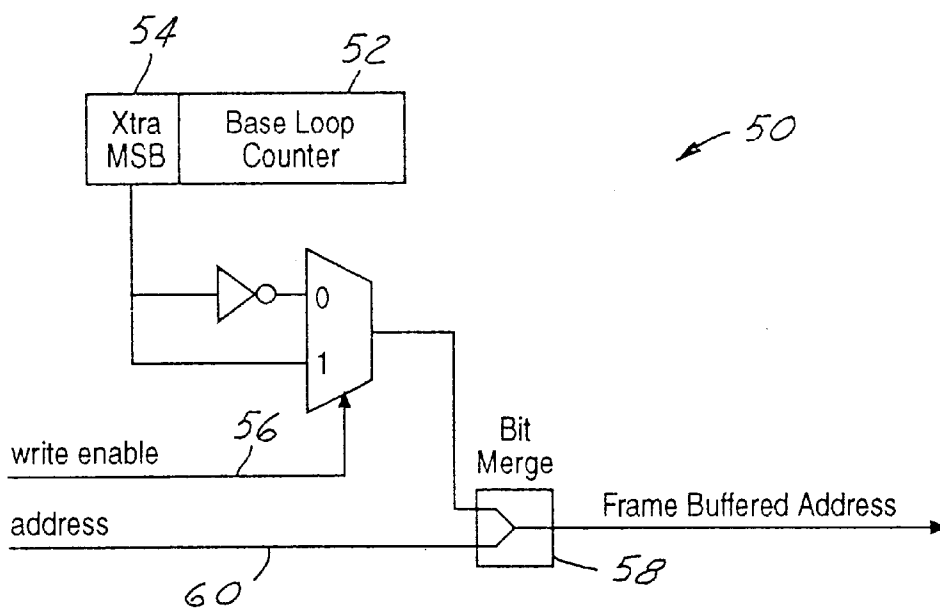 54
52
Xtra
MSB
Base Loop
Counter
50
0
1
56
write enable
Bit
Merge
address
Frame Buffered Address
60
58